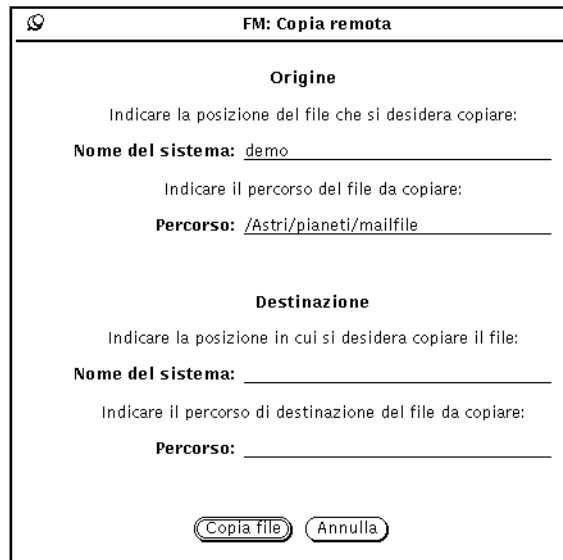 FM: Copia remota
Origine
Indicare la posizione del file che si desidera copiare:
Nome del sistema: demo
Indicare il percorso del file da copiare:
Percorso: /Astri/pianeti/mailfile
Destinazione
Indicare la posizione in cui si desidera copiare il file:
Nome del sistema:
Indicare il percorso di destinazione del file da copiare:
Percorso:
Copia file Annulla